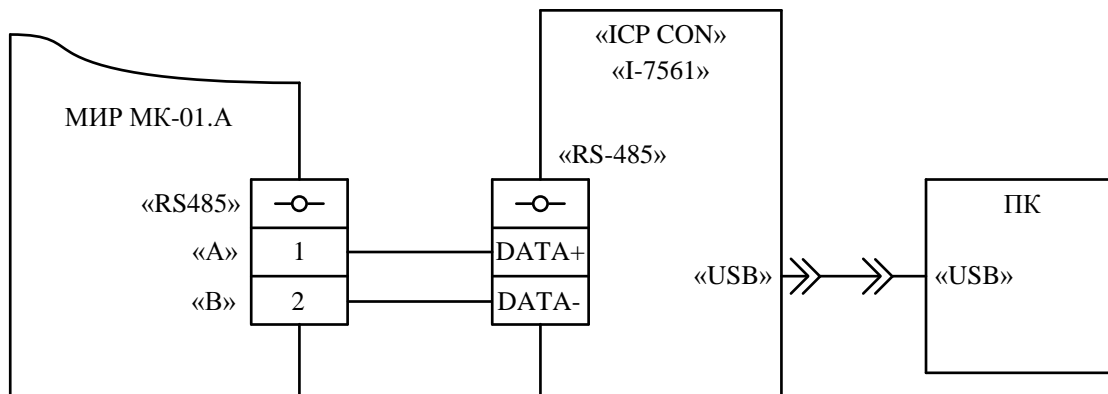 «ICP CON»
«I-7561»
МИР МК-01.А
«RS-485»
«RS485»
ПК
«А» 1 DATA+
«USB» «USB»
«В» 2 DATA-